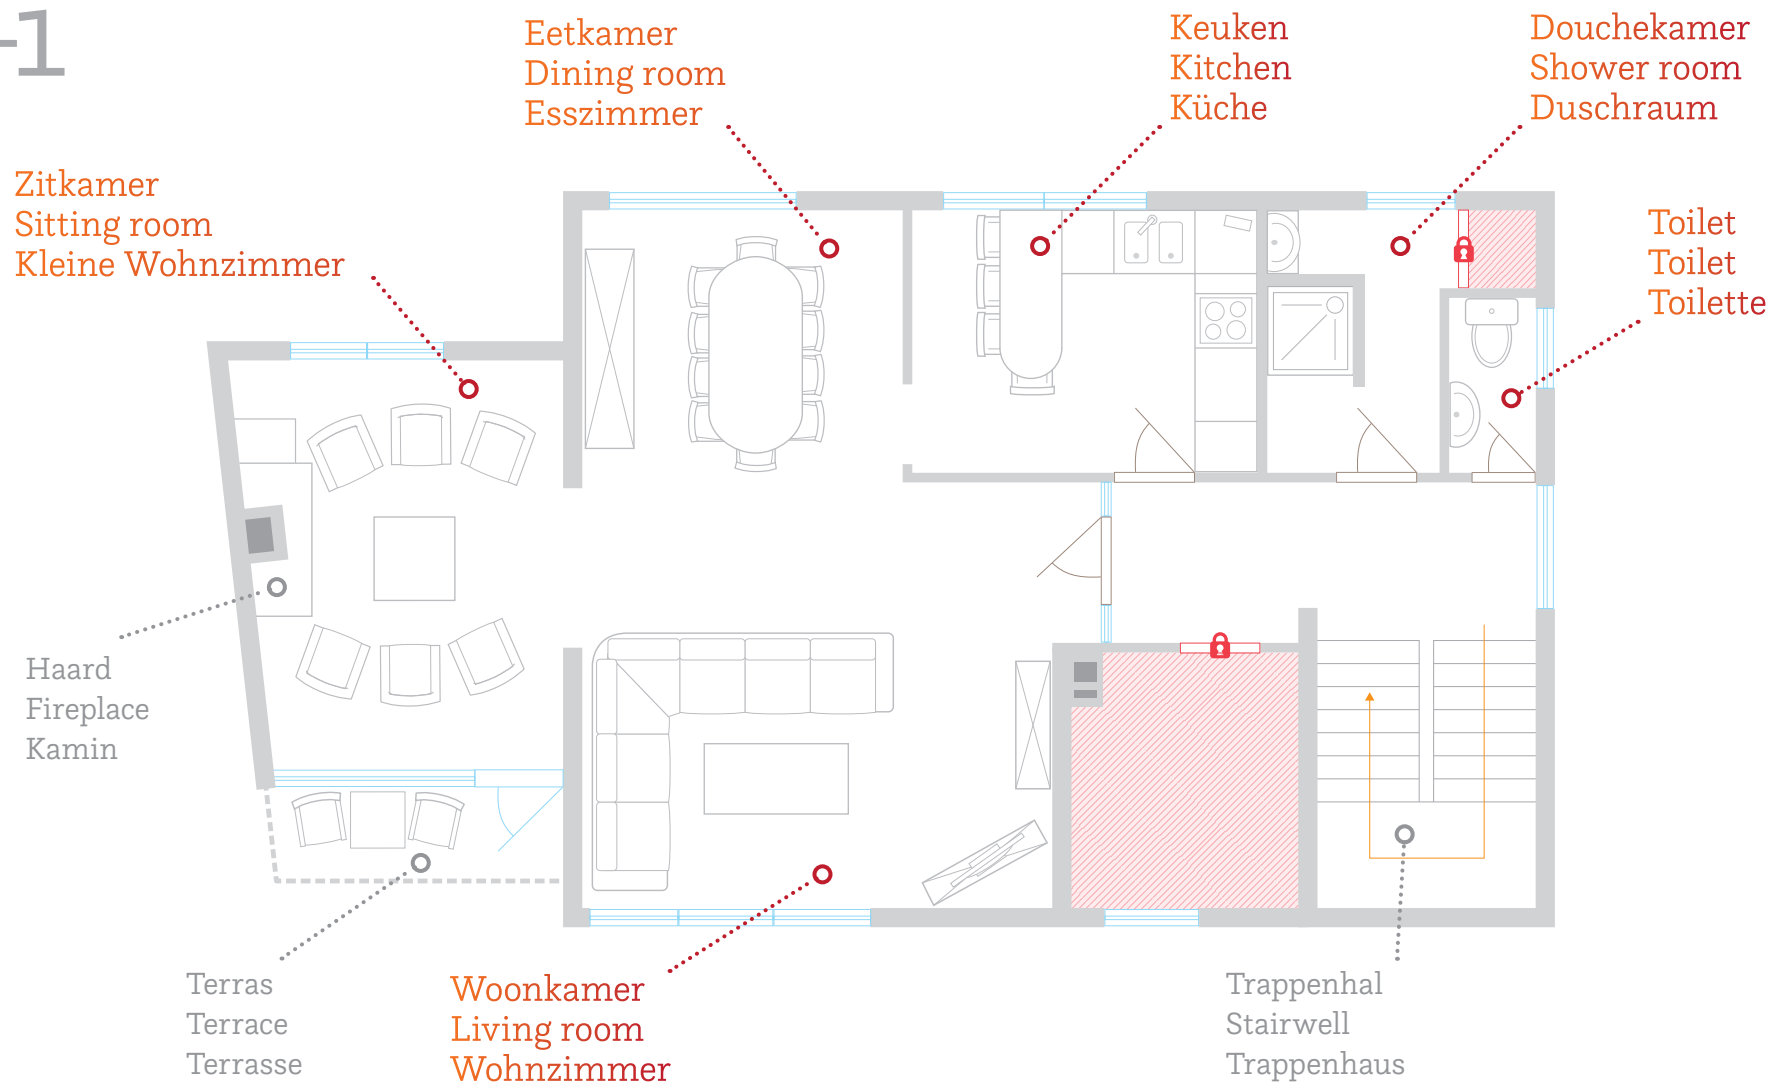 -1
Eetkamer
Dining room
Esszimmer
Keuken
Kitchen
Küche
Douchekamer
Shower room
Duschraum
Zitkamer
Sitting room
Kleine Wohnzimmer
Toilet
Toilet
Toilette
Haard
Fireplace
Kamin
Terras
Terrace
Terrasse
Woonkamer
Living room
Wohnzimmer
Trappenhal
Stairwell
Trappenhaus